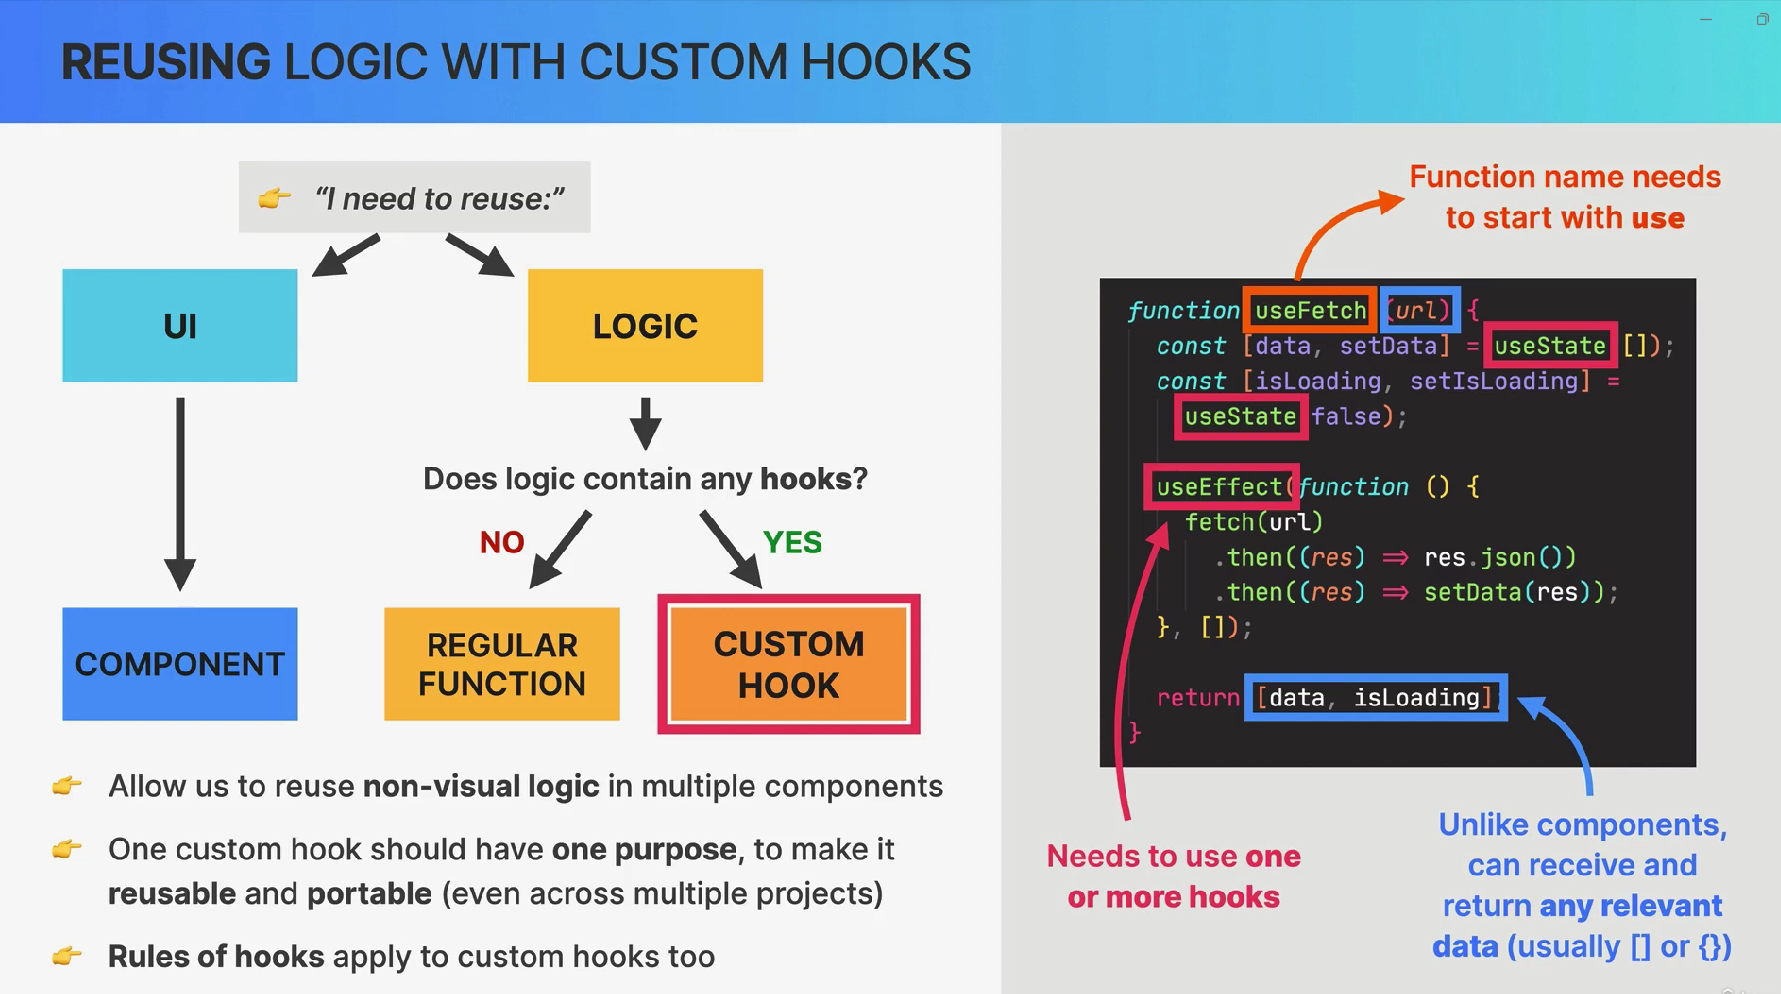 REUSING LOGIC WITH CUSTOM HOOKS
“I need to reuse:”
UI
LOGIC
Does logic contain any hooks?
NO
YES
COMPONENT
REGULAR
FUNCTION
CUSTOM
HOOK
Allow us to reuse non-visual logic in multiple components
One custom hook should have one purpose, to make it
reusable and portable (even across multiple projects)
Rules of hooks apply to custom hooks too
Function name needs
to start with use
function useFetch (url) {
const [data, setData] = useState []);
const [isLoading, setIsLoading] =
useState false);
useEffect(function () {
fetch(url)
.then((res) ⇒ res.json())
.then((res) ⇒ setData(res));
}, []);
return [data, isLoading]
}
Needs to use one
or more hooks
Unlike components,
can receive and
return any relevant
data (usually [] or {})